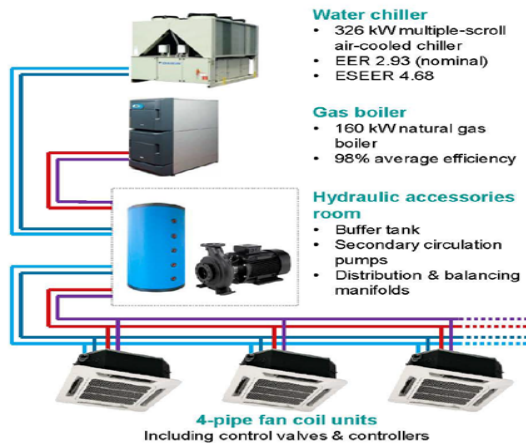 Water chiller
• 326 kW multiple-scroll
air-cooled chiller
• EER 2.93 (nominal)
• ESEER 4.68
Gas boiler
• 160 kW natural gas
boiler
• 98% average efficiency
Hydraulic accessories
room
• Buffer tank
• Secondary circulation
pumps
• Distribution & balancing
manifolds
4-pipe fan coil units
Including control valves & controllers